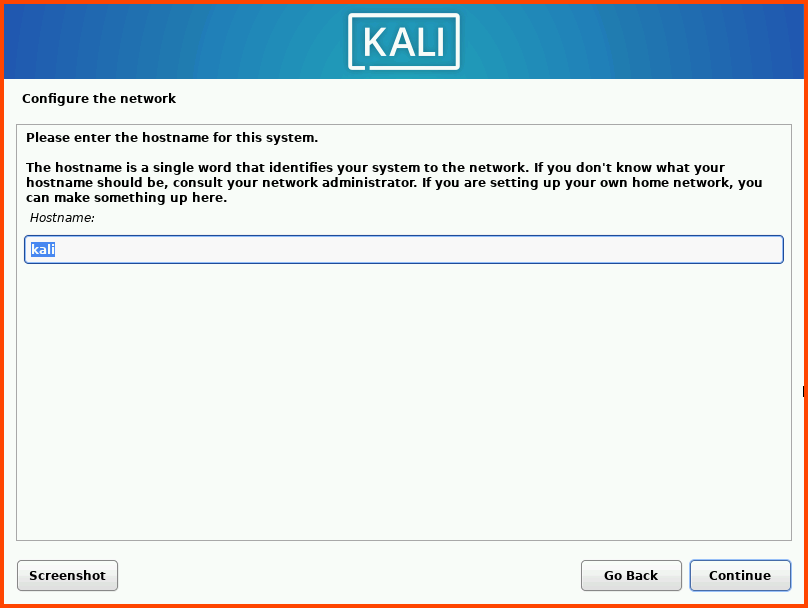 KALI
Configure the network
Please enter the hostname for this system.
The hostname is a single word that identifies your system to the network. If you don't know what your
hostname should be, consult your network administrator. If you are setting up your own home network, you
can make something up here.
Hostname:
kali
Screenshot
Go Back
Continue